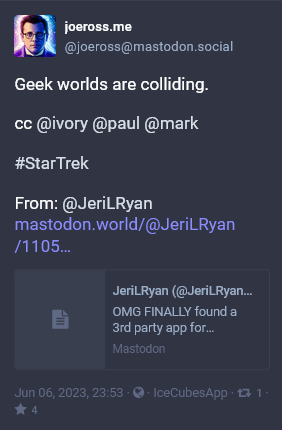 joeross.me
@joeross@mastodon.social
Geek worlds are colliding.
cc @ivory @paul @mark
#StarTrek
From: @JeriLRyan
mastodon.world/@JeriLRyan
/1105…
JeriLRyan (@JeriLRyan…
OMG FINALLY found a
3rd party app for…
Mastodon
Jun 06, 2023, 23:53 · · IceCubesApp · 1 ·
4